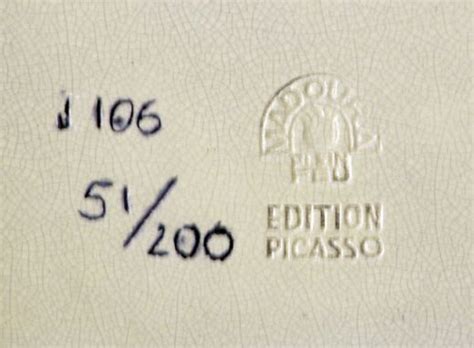 J 106
51/200
MADOURA
EDITION
PICASSO